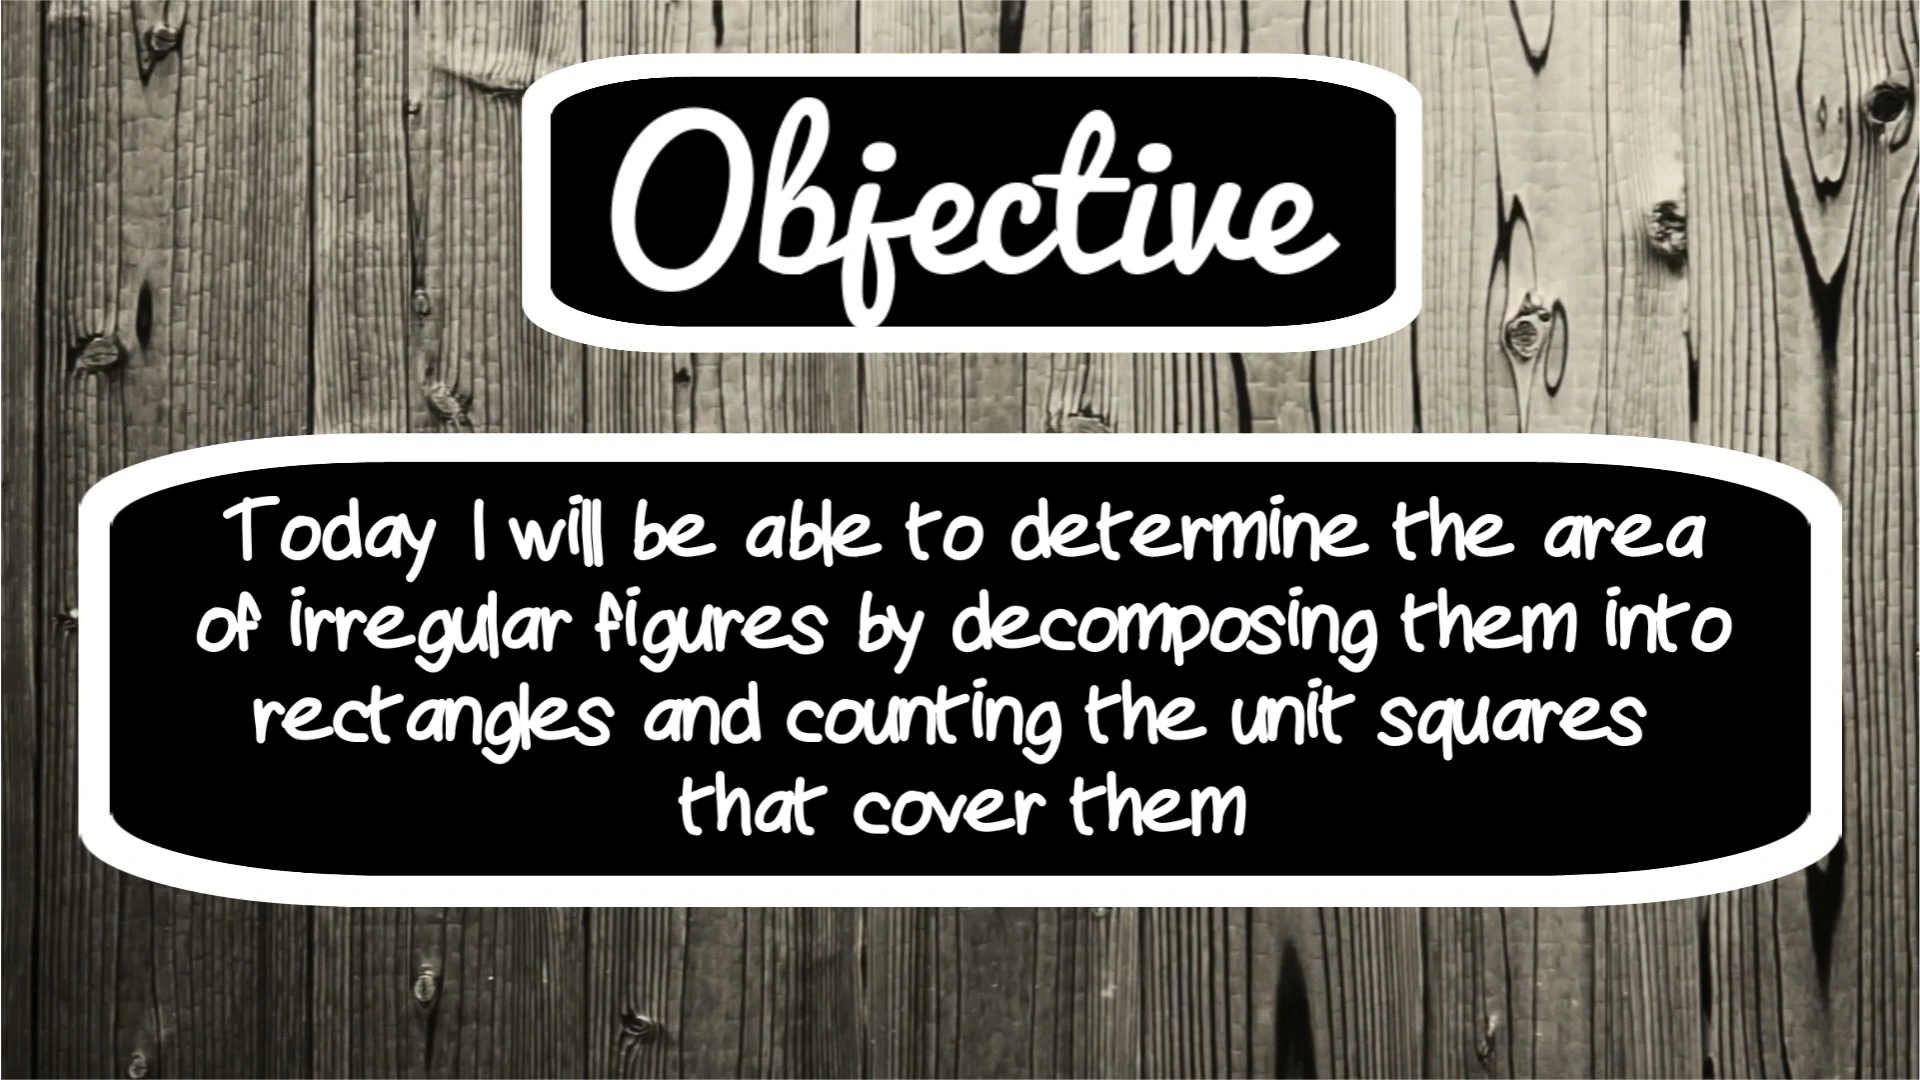 Objective
Today I will be able to determine the area
of irregular figures by decomposing them into
rectangles and counting the unit squares
that cover them